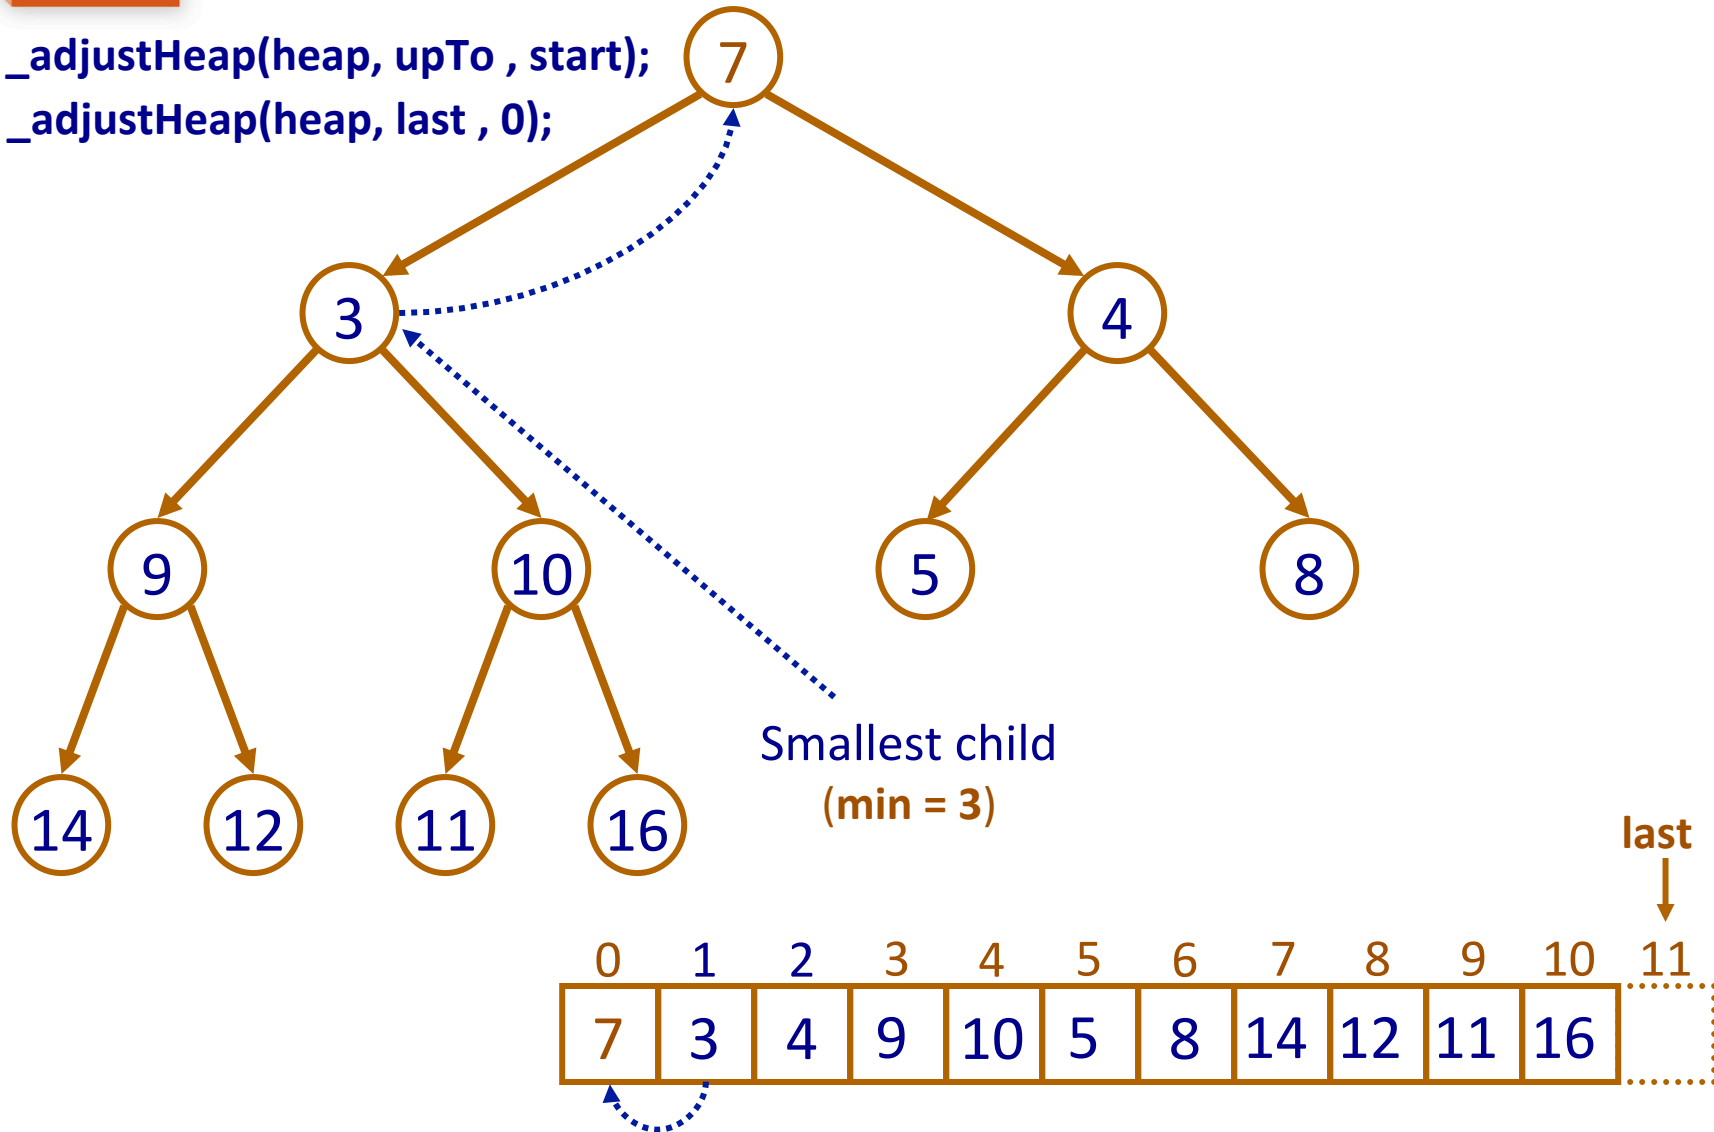 _adjustHeap(heap, upTo , start);
_adjustHeap(heap, last , 0);
7
3 4
9 10 5 8
14 12 11 16
Smallest child
(min = 3)
last
0 1 2 3 4 5 6 7 8 9 10 11
7 3 4 9 10 5 8 14 12 11 16